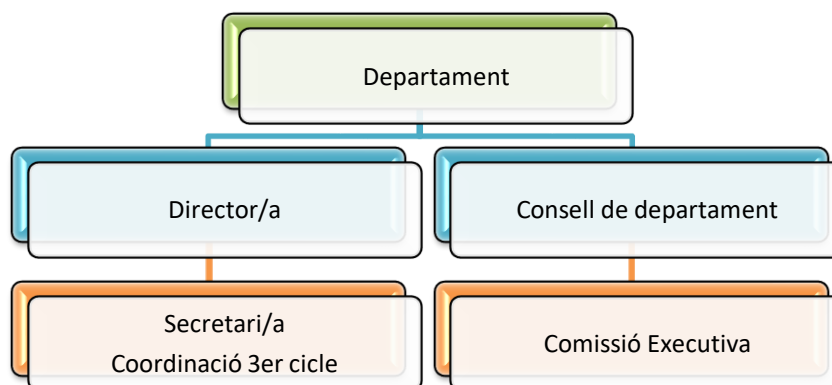 Departament
Director/a
Consell de departament
Secretari/a
Coordinació 3er cicle
Comissió Executiva